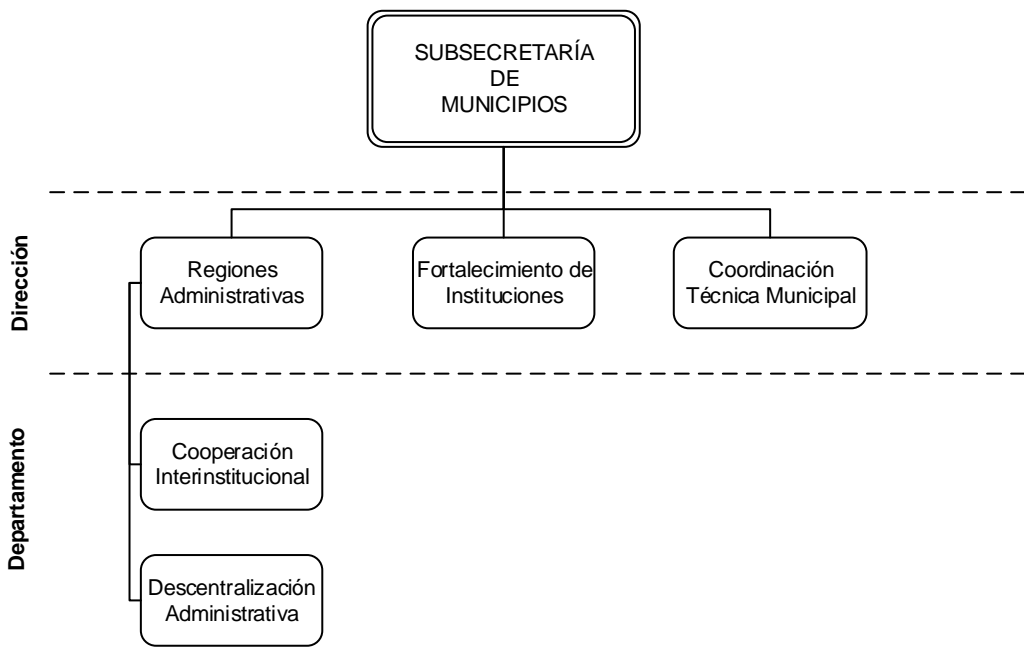 SUBSECRETARÍA
DE
MUNICIPIOS
Dirección
Regiones
Administrativas
Fortalecimiento de
Instituciones
Coordinación
Técnica Municipal
Departamento
Cooperación
Interinstitucional
Descentralización
Administrativa